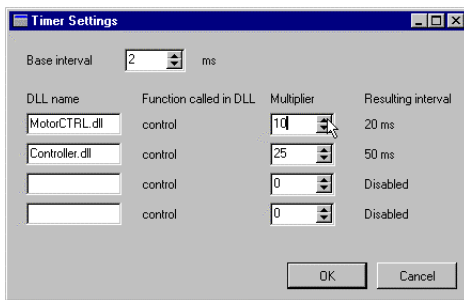 Timer Settings
Base interval 2 ms
DLL name Function called in DLL Multiplier Resulting interval
MotorCTRL.dll control 10 20 ms
Controller.dll control 25 50 ms
control 0 Disabled
control 0 Disabled
OK Cancel